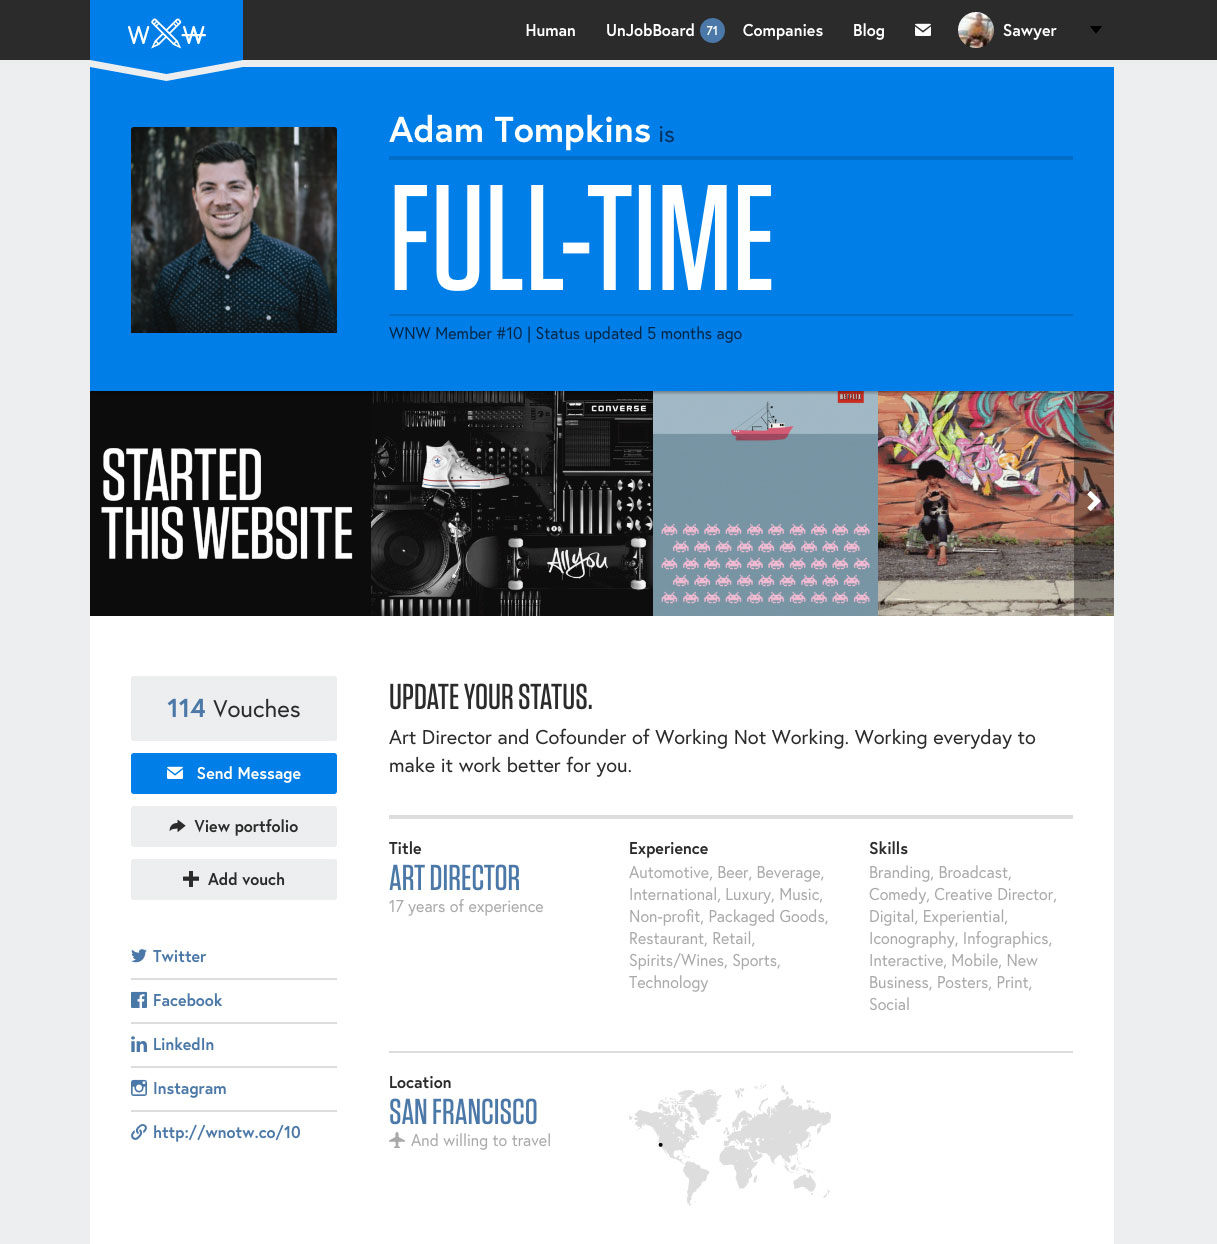 WNW
Human
UnJobBoard 71
Companies
Blog
Sawyer
Adam Tompkins is
FULL-TIME
WNW Member #10 | Status updated 5 months ago
STARTED
THIS WEBSITE
CONVERSE
All you
NETFLIX
114 Vouches
Send Message
View portfolio
Add vouch
Twitter
Facebook
LinkedIn
Instagram
http://wnotw.co/10
UPDATE YOUR STATUS.
Art Director and Cofounder of Working Not Working. Working everyday to
make it work better for you.
Title
ART DIRECTOR
17 years of experience
Experience
Automotive, Beer, Beverage,
International, Luxury, Music,
Non-profit, Packaged Goods,
Restaurant, Retail,
Spirits/Wines, Sports,
Technology
Skills
Branding, Broadcast,
Comedy, Creative Director,
Digital, Experiential,
Iconography, Infographics,
Interactive, Mobile, New
Business, Posters, Print,
Social
Location
SAN FRANCISCO
And willing to travel